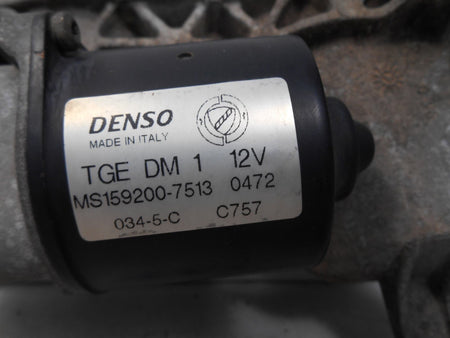 DENSO
MADE IN ITALY
TGE DM 1 12V
MS159200-7513 0472
034-5-C C757